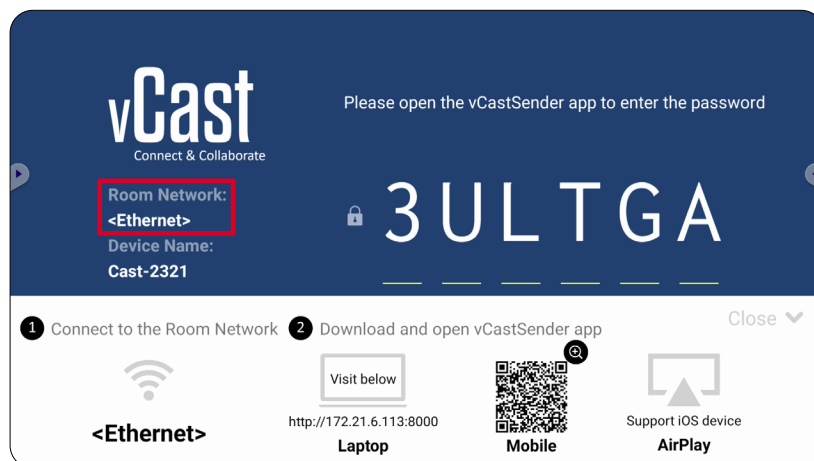 vCast
Connect & Collaborate
Please open the vCastSender app to enter the password
Room Network:
<Ethernet>
Device Name:
Cast-2321
3ULTGA
Close
1 Connect to the Room Network
2 Download and open vCastSender app
<Ethernet>
Visit below
http://172.21.6.113:8000
Laptop
Mobile
Support iOS device
AirPlay